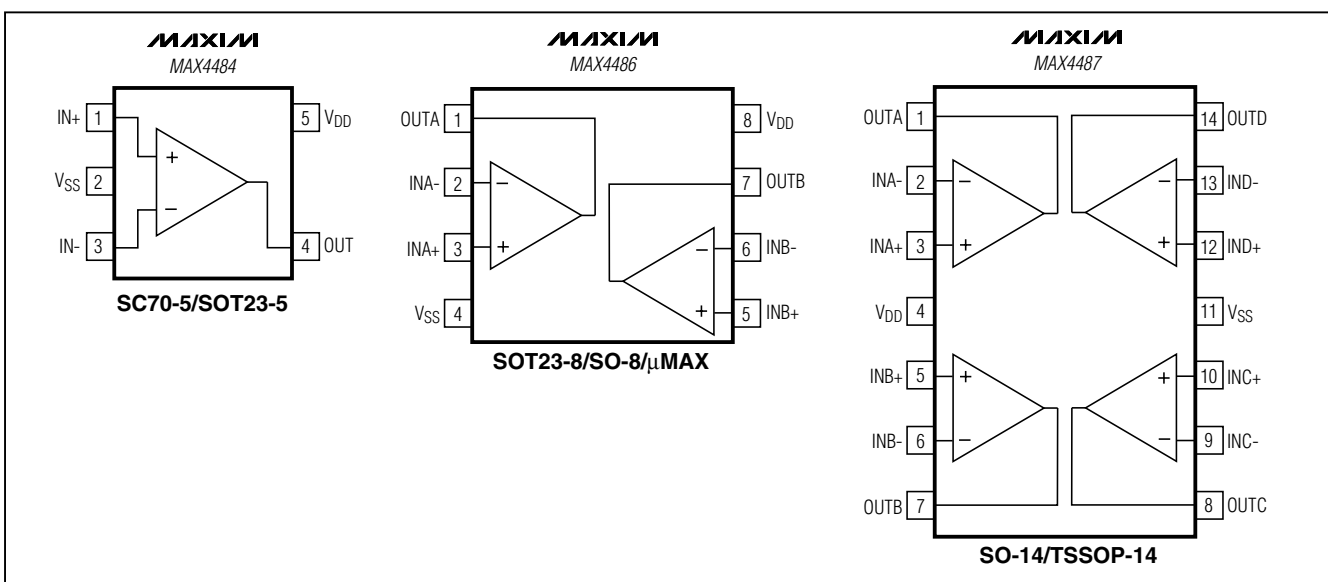 MAXIM
MAX4484
IN+ 1
VSS 2
IN- 3
5 VDD
4 OUT
+
−
SC70-5/SOT23-5
MAXIM
MAX4486
OUTA 1
INA- 2
INA+ 3
VSS 4
8 VDD
7 OUTB
6 INB-
5 INB+
−
+
−
+
SOT23-8/SO-8/μMAX
MAXIM
MAX4487
OUTA 1
INA- 2
INA+ 3
VDD 4
INB+ 5
INB- 6
OUTB 7
14 OUTD
13 IND-
12 IND+
11 VSS
10 INC+
9 INC-
8 OUTC
−
+
−
+
+
−
+
−
SO-14/TSSOP-14